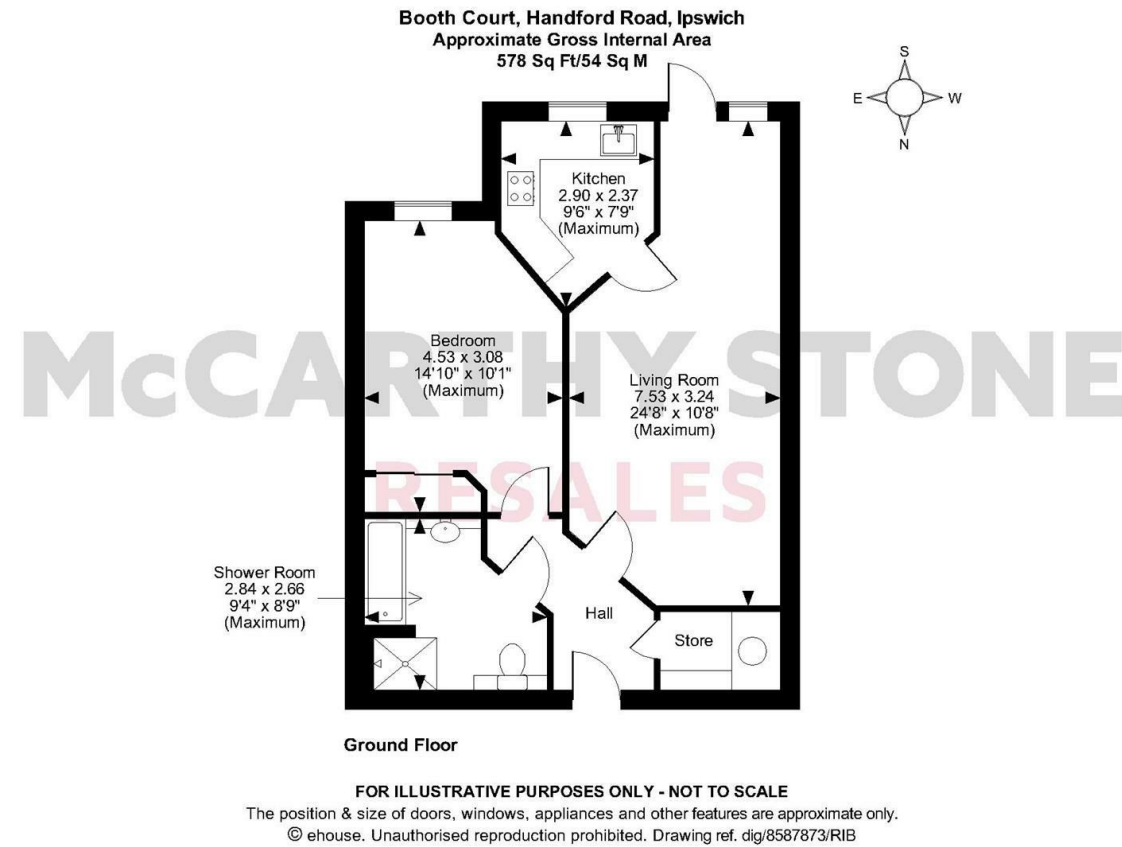 Booth Court, Handford Road, Ipswich
Approximate Gross Internal Area
578 Sq Ft/54 Sq M
S
E
W
N
Kitchen
2.90 x 2.37
9'6" x 7'9"
(Maximum)
McCARTHY STONE
RESALES
Bedroom
4.53 x 3.08
14'10" x 10'1"
(Maximum)
Living Room
7.53 x 3.24
24'8" x 10'8"
(Maximum)
Shower Room
2.84 x 2.66
9'4" x 8'9"
(Maximum)
Hall
Store
Ground Floor
FOR ILLUSTRATIVE PURPOSES ONLY - NOT TO SCALE
The position & size of doors, windows, appliances and other features are approximate only.
© ehouse. Unauthorised reproduction prohibited. Drawing ref. dig/8587873/RIB